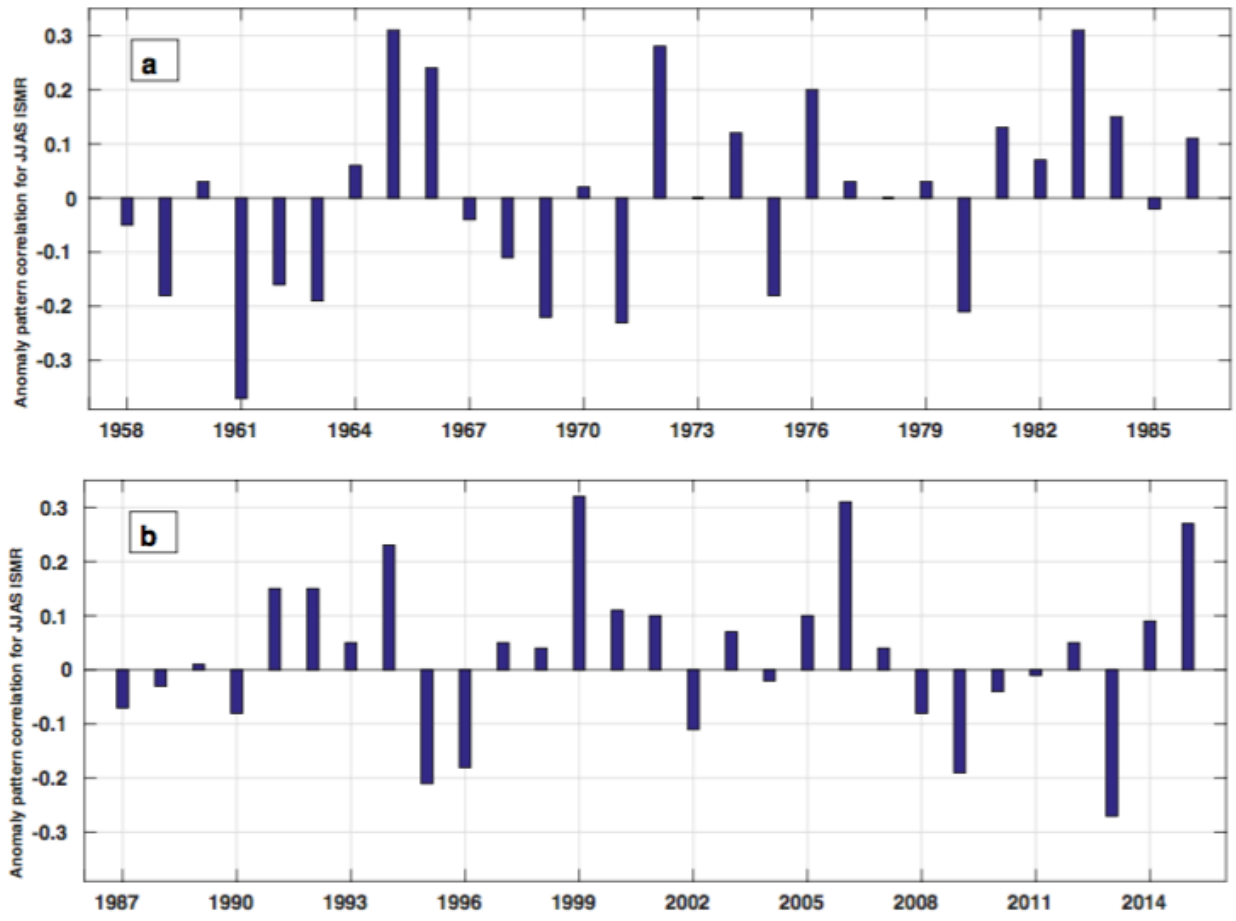 a
Anomaly pattern correlation for JJAS ISMR
0.3
0.2
0.1
0
-0.1
-0.2
-0.3
1958 1961 1964 1967 1970 1973 1976 1979 1982 1985
b
Anomaly pattern correlation for JJAS ISMR
0.3
0.2
0.1
0
-0.1
-0.2
-0.3
1987 1990 1993 1996 1999 2002 2005 2008 2011 2014